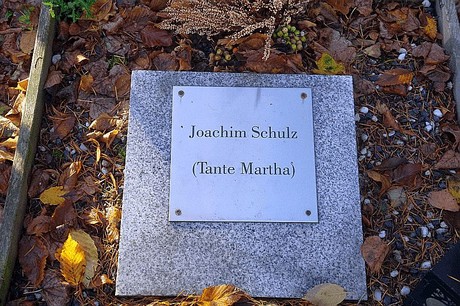 Joachim Schulz
(Tante Martha)